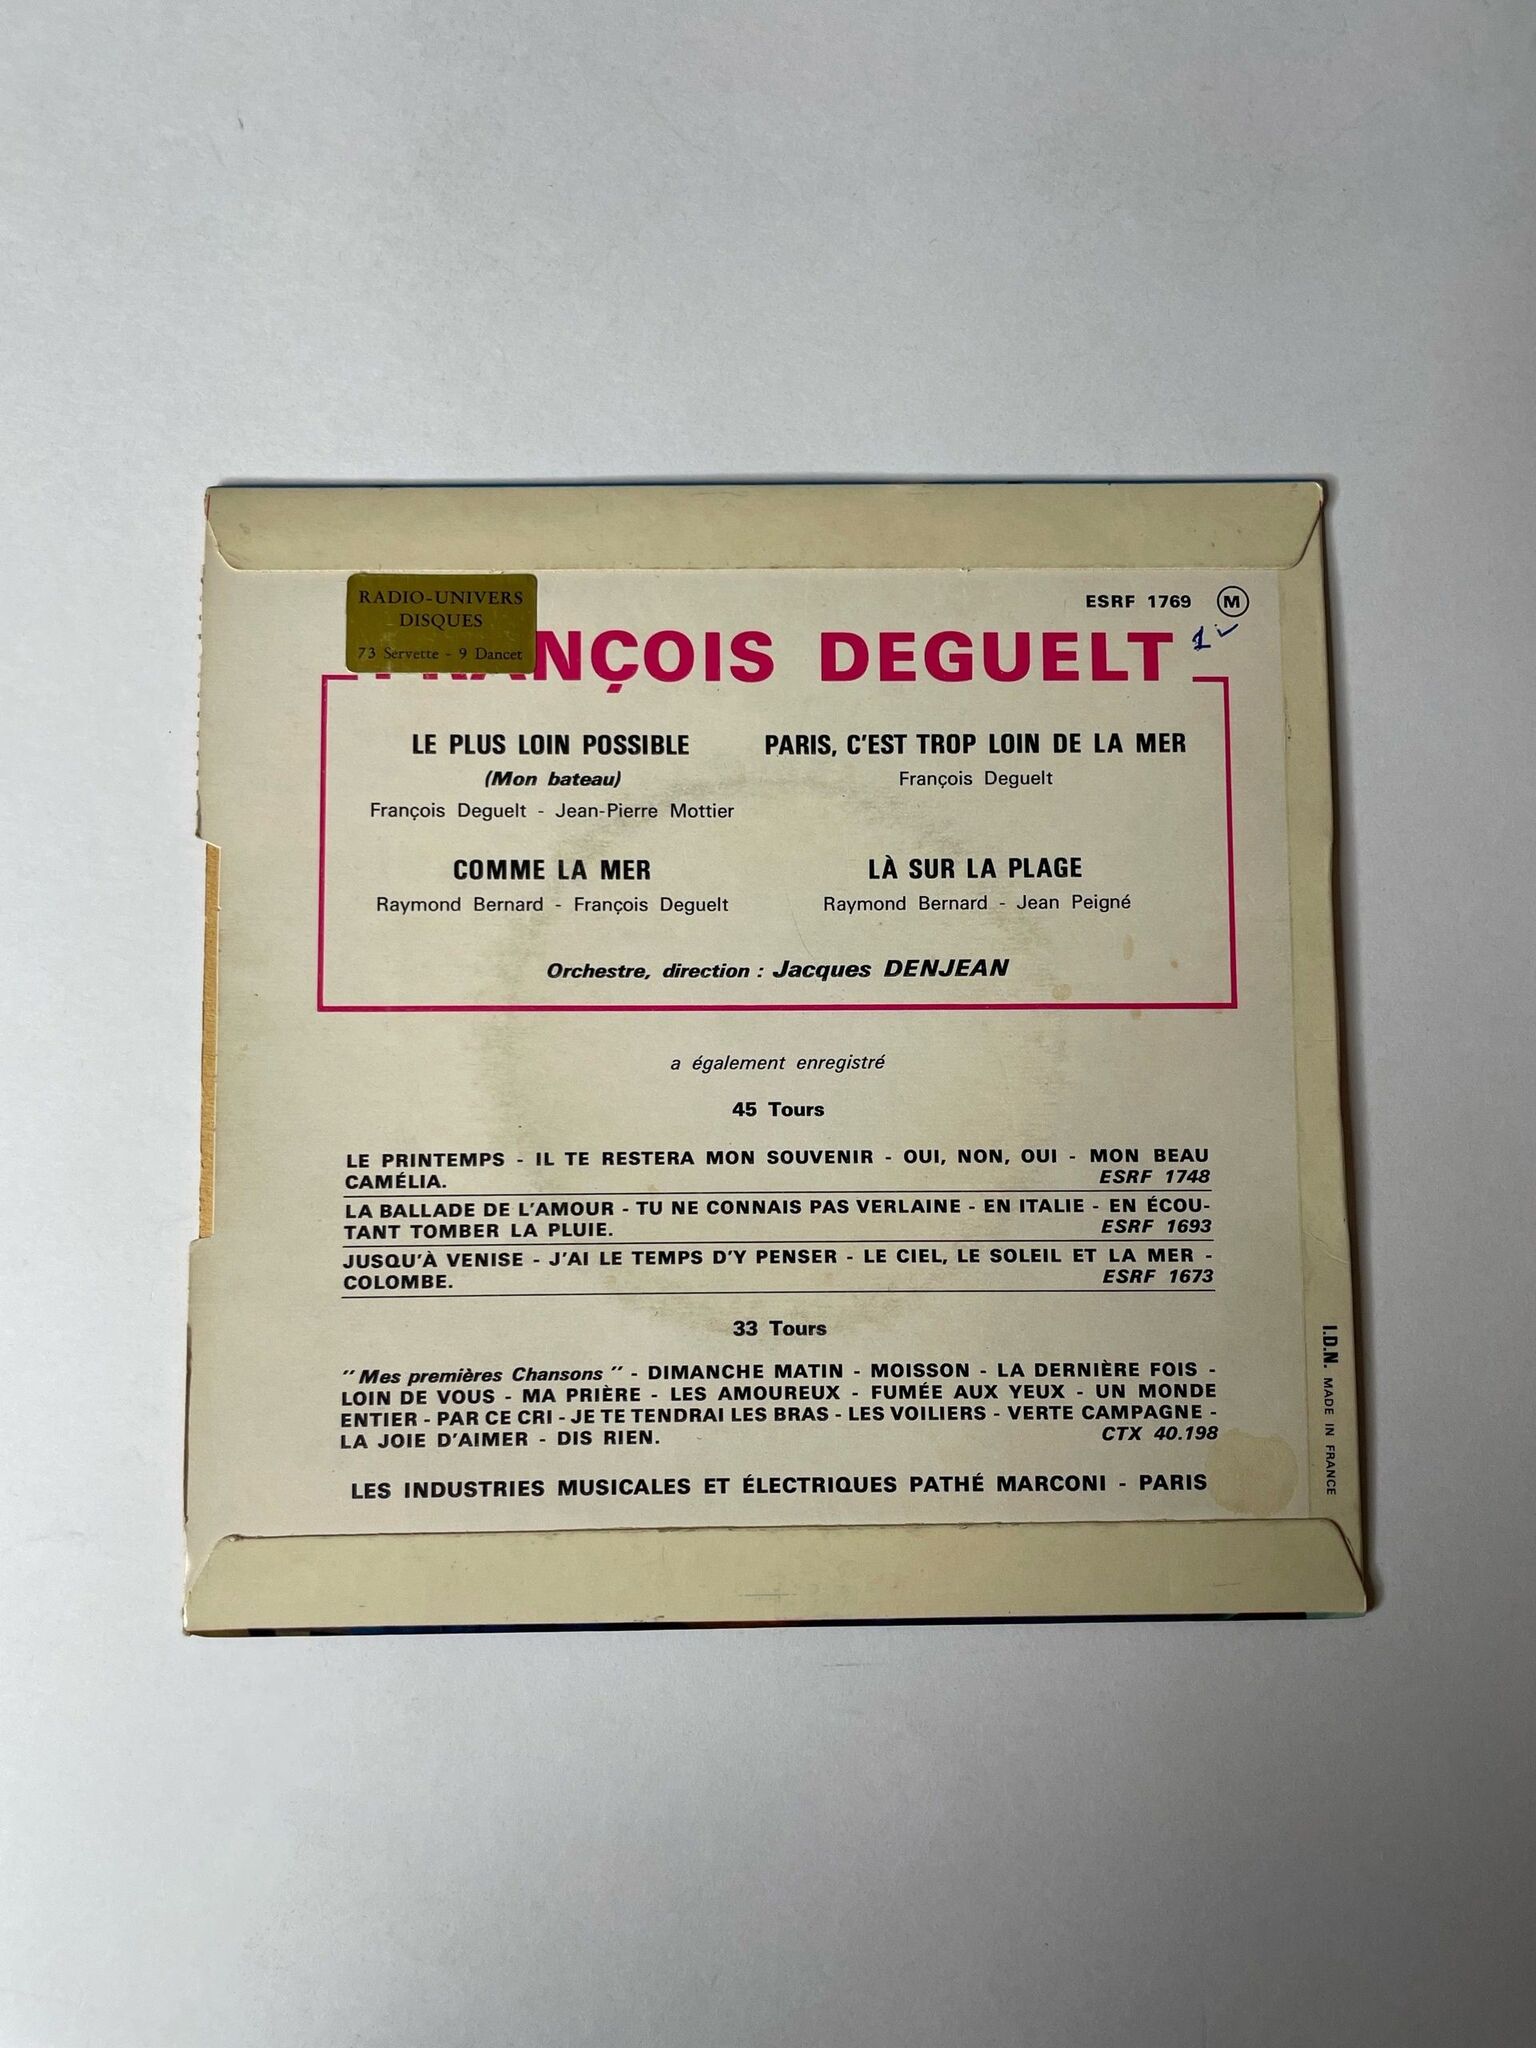 RADIO-UNIVERS
DISQUES
73 Servette - 9 Dancet
ESRF 1769 M
1
FRANÇOIS DEGUELT
LE PLUS LOIN POSSIBLE
(Mon bateau)
François Deguelt - Jean-Pierre Mottier
PARIS, C'EST TROP LOIN DE LA MER
François Deguelt
COMME LA MER
Raymond Bernard - François Deguelt
LÀ SUR LA PLAGE
Raymond Bernard - Jean Peigné
Orchestre, direction : Jacques DENJEAN
a également enregistré
45 Tours
LE PRINTEMPS - IL TE RESTERA MON SOUVENIR - OUI, NON, OUI - MON BEAU
CAMÉLIA. ESRF 1748
LA BALLADE DE L'AMOUR - TU NE CONNAIS PAS VERLAINE - EN ITALIE - EN ÉCOU-
TANT TOMBER LA PLUIE. ESRF 1693
JUSQU'À VENISE - J'AI LE TEMPS D'Y PENSER - LE CIEL, LE SOLEIL ET LA MER -
COLOMBE. ESRF 1673
33 Tours
"Mes premières Chansons" - DIMANCHE MATIN - MOISSON - LA DERNIÈRE FOIS -
LOIN DE VOUS - MA PRIÈRE - LES AMOUREUX - FUMÉE AUX YEUX - UN MONDE
ENTIER - PAR CE CRI - JE TE TENDRAI LES BRAS - LES VOILIERS - VERTE CAMPAGNE -
LA JOIE D'AIMER - DIS RIEN. CTX 40.198
LES INDUSTRIES MUSICALES ET ÉLECTRIQUES PATHÉ MARCONI - PARIS
I.D.N. MADE IN FRANCE